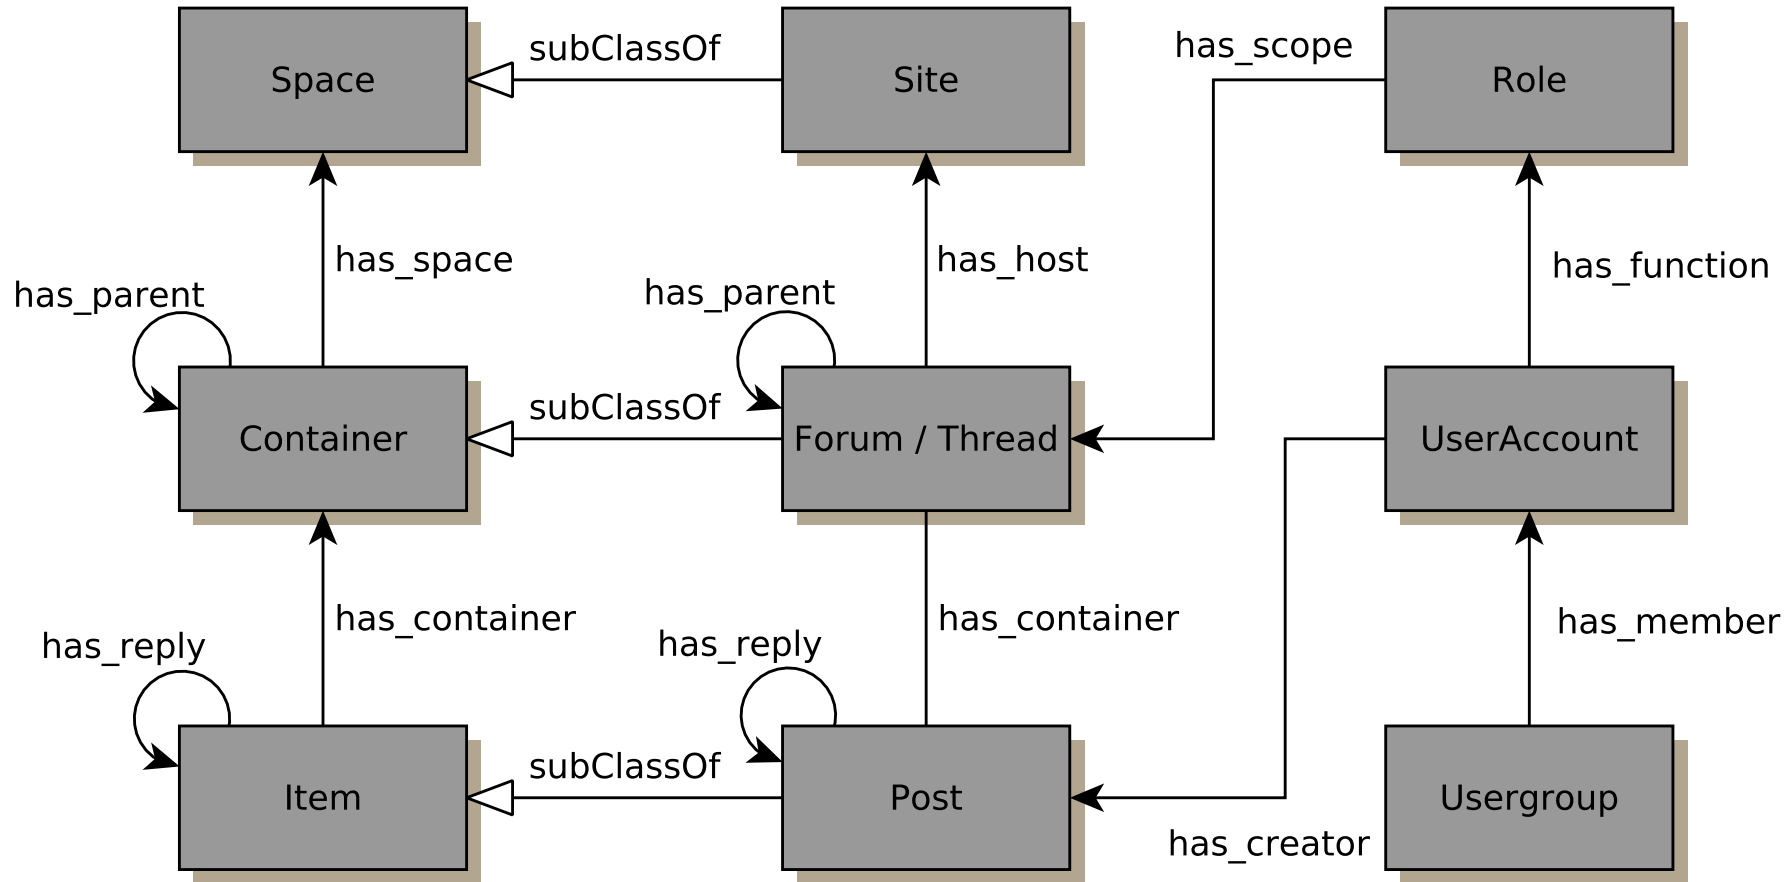 subClassOf
has_scope
Space
Site
Role
has_space
has_host
has_function
has_parent
has_parent
subClassOf
Container
Forum / Thread
UserAccount
has_container
has_container
has_member
has_reply
has_reply
subClassOf
Item
Post
Usergroup
has_creator